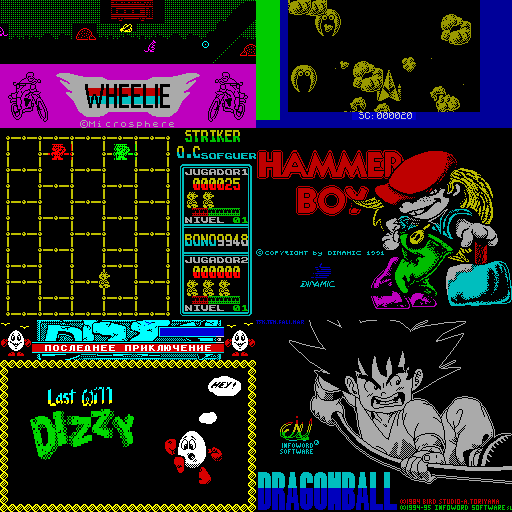 WHEELIE
©Microsphere
SC:000020
STRIKER
O.C SOFGUER
JUGADOR1
000025
NIVEL 01
BONO9948
JUGADOR2
000000
NIVEL 01
HAMMER
BOY
©COPYRIGHT by DINAMIC 1991
DINAMIC
DIZZY
ПОСЛЕДНЕЕ ПРИКЛЮЧЕНИЕ
Last Will
DIZZY
HEY!
INFOWORD
SOFTWARE
DRAGONBALL
©1984 BIRD STUDIO-A.TORIYAMA
©1994-95 INFOWORD SOFTWARE